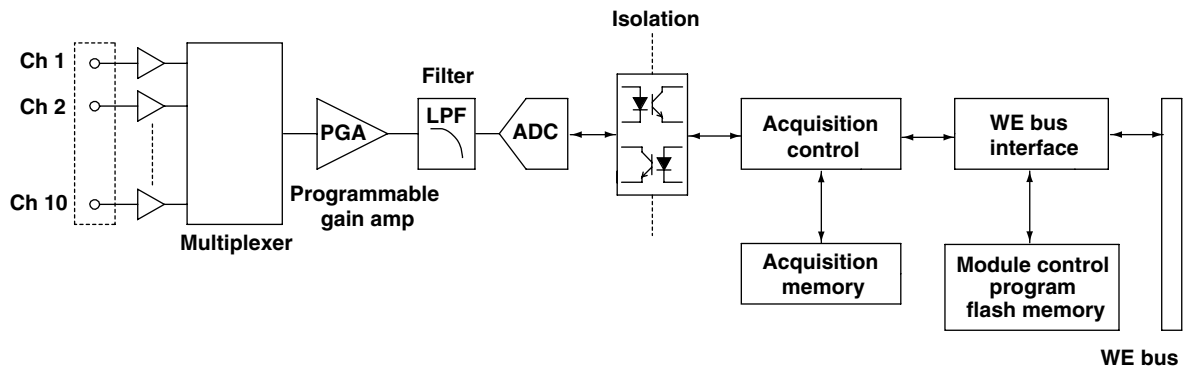 Isolation
Ch 1
Ch 2
Ch 10
Multiplexer
PGA
Programmable
gain amp
Filter
LPF
ADC
Acquisition
control
WE bus
interface
Acquisition
memory
Module control
program
flash memory
WE bus